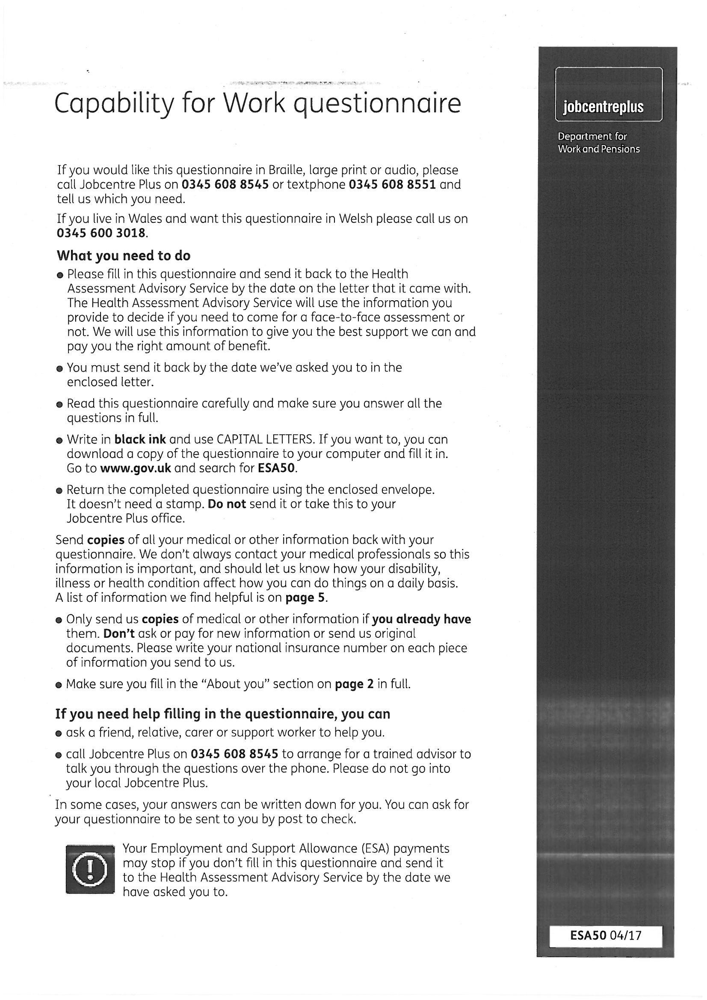 Capability for Work questionnaire
jobcentreplus
Department for
Work and Pensions
If you would like this questionnaire in Braille, large print or audio, please
call Jobcentre Plus on 0345 608 8545 or textphone 0345 608 8551 and
tell us which you need.
If you live in Wales and want this questionnaire in Welsh please call us on
0345 600 3018.
What you need to do
● Please fill in this questionnaire and send it back to the Health
Assessment Advisory Service by the date on the letter that it came with.
The Health Assessment Advisory Service will use the information you
provide to decide if you need to come for a face-to-face assessment or
not. We will use this information to give you the best support we can and
pay you the right amount of benefit.
● You must send it back by the date we've asked you to in the
enclosed letter.
● Read this questionnaire carefully and make sure you answer all the
questions in full.
● Write in black ink and use CAPITAL LETTERS. If you want to, you can
download a copy of the questionnaire to your computer and fill it in.
Go to www.gov.uk and search for ESA50.
● Return the completed questionnaire using the enclosed envelope.
It doesn't need a stamp. Do not send it or take this to your
Jobcentre Plus office.
Send copies of all your medical or other information back with your
questionnaire. We don't always contact your medical professionals so this
information is important, and should let us know how your disability,
illness or health condition affect how you can do things on a daily basis.
A list of information we find helpful is on page 5.
● Only send us copies of medical or other information if you already have
them. Don't ask or pay for new information or send us original
documents. Please write your national insurance number on each piece
of information you send to us.
● Make sure you fill in the "About you" section on page 2 in full.
If you need help filling in the questionnaire, you can
● ask a friend, relative, carer or support worker to help you.
● call Jobcentre Plus on 0345 608 8545 to arrange for a trained advisor to
talk you through the questions over the phone. Please do not go into
your local Jobcentre Plus.
In some cases, your answers can be written down for you. You can ask for
your questionnaire to be sent to you by post to check.
Your Employment and Support Allowance (ESA) payments
may stop if you don't fill in this questionnaire and send it
to the Health Assessment Advisory Service by the date we
have asked you to.
ESA50 04/17